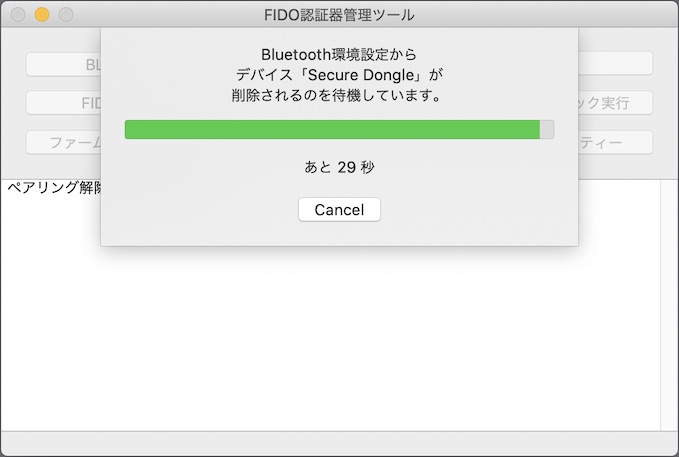 FIDO認証器管理ツール
Bluetooth環境設定から
デバイス「Secure Dongle」が
削除されるのを待機しています。
あと 29 秒
Cancel
BL
FID
ック実行
ファーム
ティー
ペアリング解除